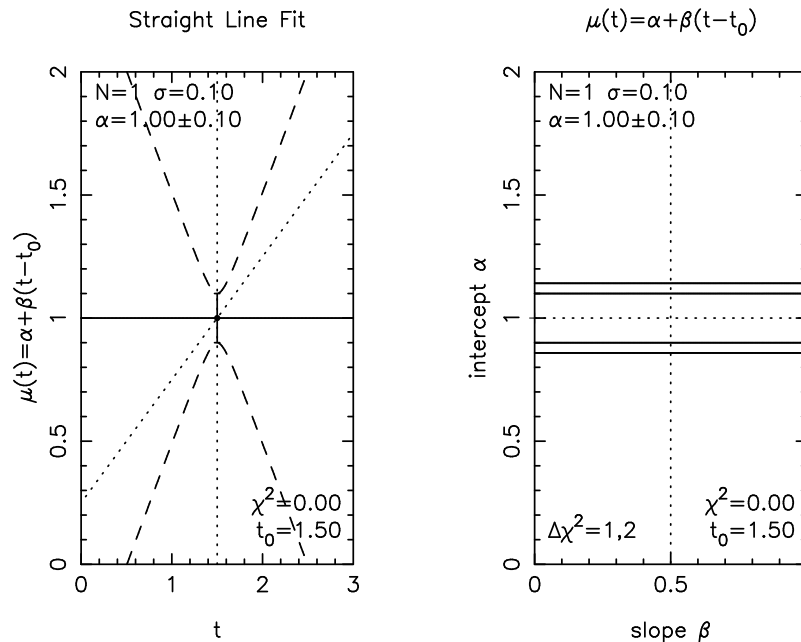 Straight Line Fit
μ(t)=α+β(t−t₀)
N=1 σ=0.10
α=1.00±0.10
χ²=0.00
t₀=1.50
μ(t)=α+β(t−t₀)
0
0.5
1
1.5
2
0
1
2
3
t
μ(t)=α+β(t−t₀)
N=1 σ=0.10
α=1.00±0.10
Δχ²=1,2
χ²=0.00
t₀=1.50
intercept α
0
0.5
1
1.5
2
0
0.5
slope β